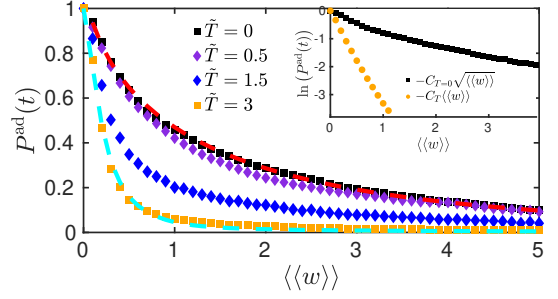 1
0.8
0.6
0.4
0.2
0
P^ad(t)
0 1 2 3 4 5
⟨⟨w⟩⟩
T̃ = 0
T̃ = 0.5
T̃ = 1.5
T̃ = 3
0
-1
-2
-3
ln (P^ad(t))
0 1 2 3
⟨⟨w⟩⟩
−C_{T=0}√⟨⟨w⟩⟩
−C_T⟨⟨w⟩⟩